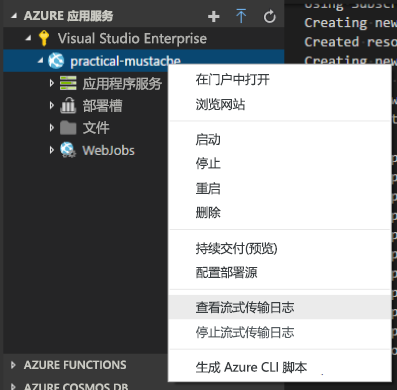 AZURE 应用服务
Visual Studio Enterprise
practical-mustache
应用程序服务
部署槽
文件
WebJobs
在门户中打开
浏览网站
启动
停止
重启
删除
持续交付(预览)
配置部署源
查看流式传输日志
停止流式传输日志
生成 Azure CLI 脚本
AZURE FUNCTIONS
AZURE COSMOS DB
Using Subscr
Creating new
Created reso
Creating new